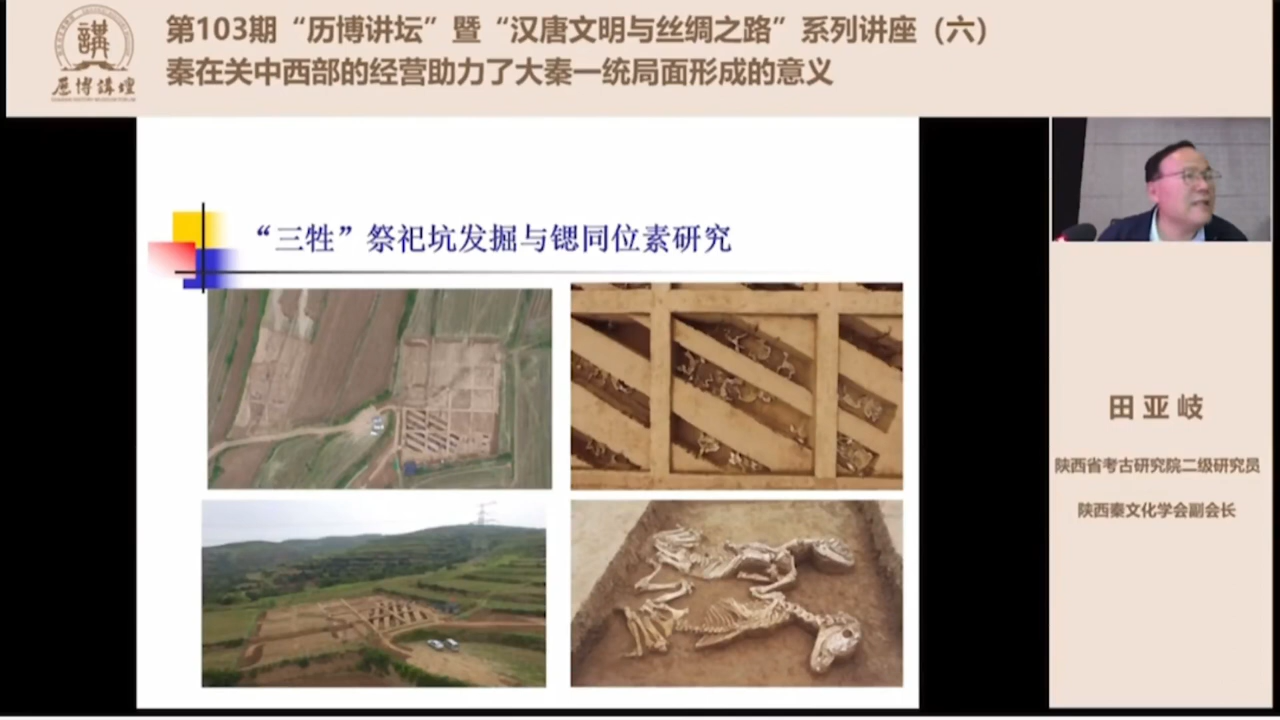 第103期“历博讲坛”暨“汉唐文明与丝绸之路”系列讲座（六）
秦在关中西部的经营助力了大秦一统局面形成的意义
講
历博講壇
“三牲”祭祀坑发掘与锶同位素研究
田亚岐
陕西省考古研究院二级研究员
陕西秦文化学会副会长